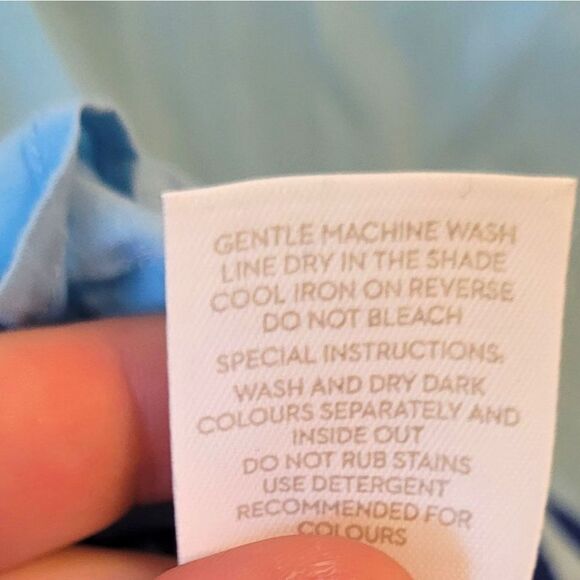 GENTLE MACHINE WASH
LINE DRY IN THE SHADE
COOL IRON ON REVERSE
DO NOT BLEACH
SPECIAL INSTRUCTIONS:
WASH AND DRY DARK
COLOURS SEPARATELY AND
INSIDE OUT
DO NOT RUB STAINS
USE DETERGENT
RECOMMENDED FOR
COLOURS